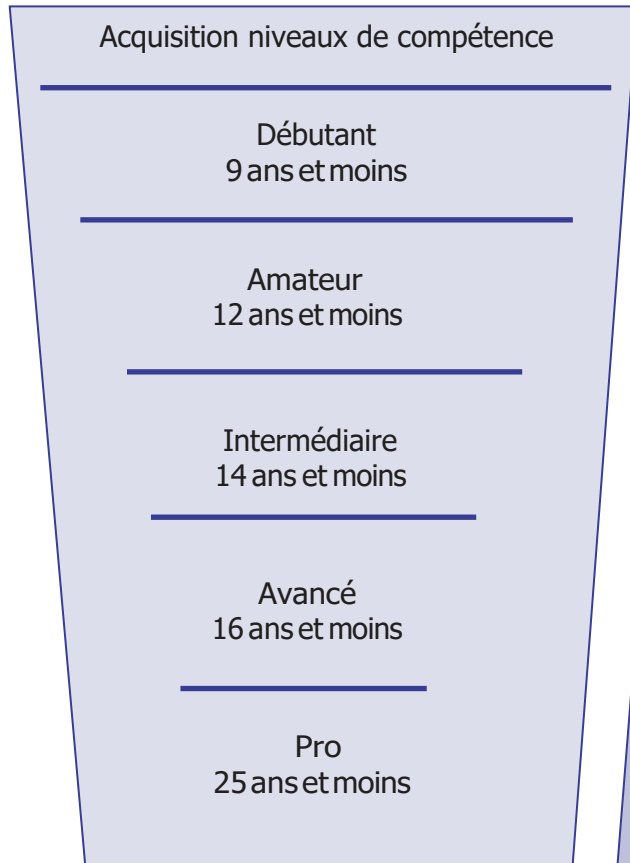 Acquisition niveaux de compétence
Débutant
9 ans et moins
Amateur
12 ans et moins
Intermédiaire
14 ans et moins
Avancé
16 ans et moins
Pro
25 ans et moins